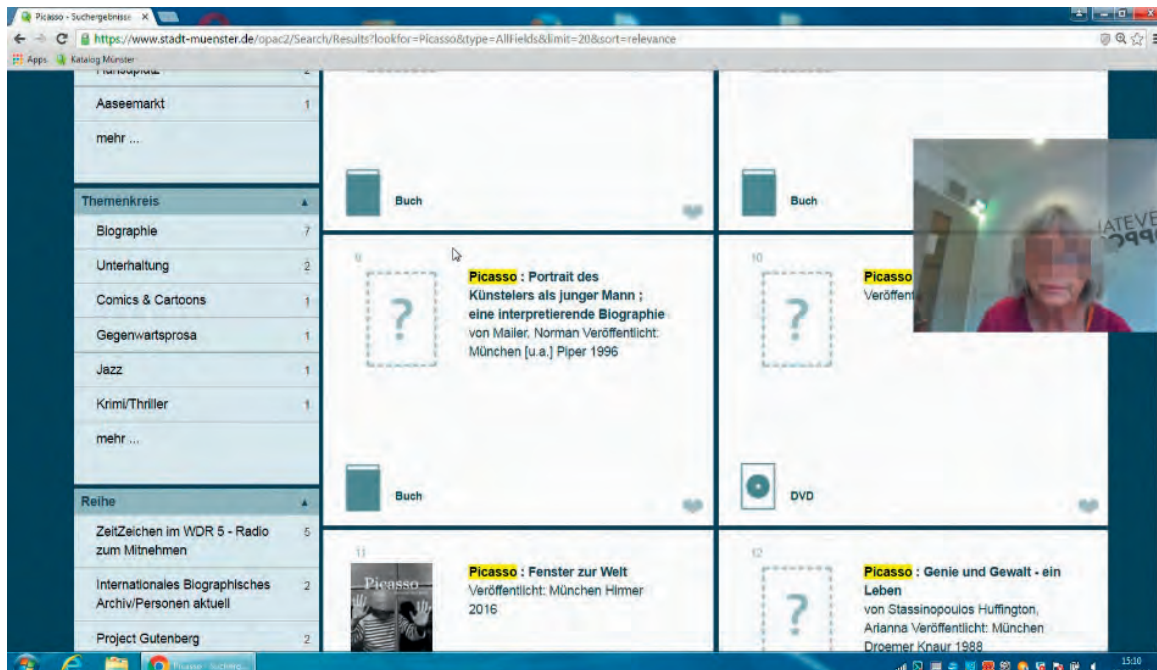 Picasso - Suchergebnisse
https://www.stadt-muenster.de/opac2/Search/Results?lookfor=Picasso&type=AllFields&limit=20&sort=relevance
Apps
Katalog Münster
2
Aaseemarkt 1
mehr ...
Themenkreis
Biographie 7
Unterhaltung 2
Comics & Cartoons 1
Gegenwartsprosa 1
Jazz 1
Krimi/Thriller 1
mehr ...
Reihe
ZeitZeichen im WDR 5 - Radio 5
zum Mitnehmen
Internationales Biographisches 2
Archiv/Personen aktuell
Project Gutenberg 2
Buch
Buch
9
?
Picasso : Portrait des
Künstelers als junger Mann ;
eine interpretierende Biographie
von Mailer, Norman Veröffentlicht:
München [u.a.] Piper 1996
Buch
10
?
Picasso
Veröffent
DVD
11
Picasso
Picasso : Fenster zur Welt
Veröffentlicht: München Hirmer
2016
12
?
Picasso : Genie und Gewalt - ein
Leben
von Stassinopoulos Huffington,
Arianna Veröffentlicht: München
Droemer Knaur 1988
ATEVE
15:10